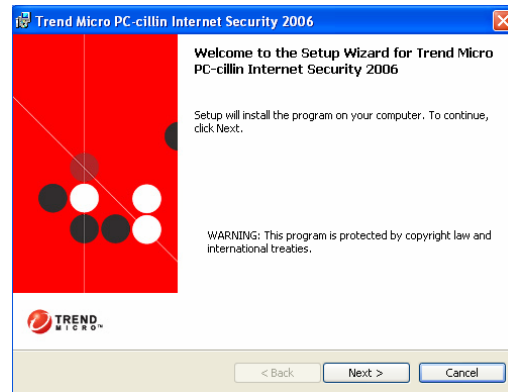 Trend Micro PC-cillin Internet Security 2006
Welcome to the Setup Wizard for Trend Micro
PC-cillin Internet Security 2006
Setup will install the program on your computer. To continue,
click Next.
WARNING: This program is protected by copyright law and
international treaties.
TREND
MICRO™
< Back
Next >
Cancel